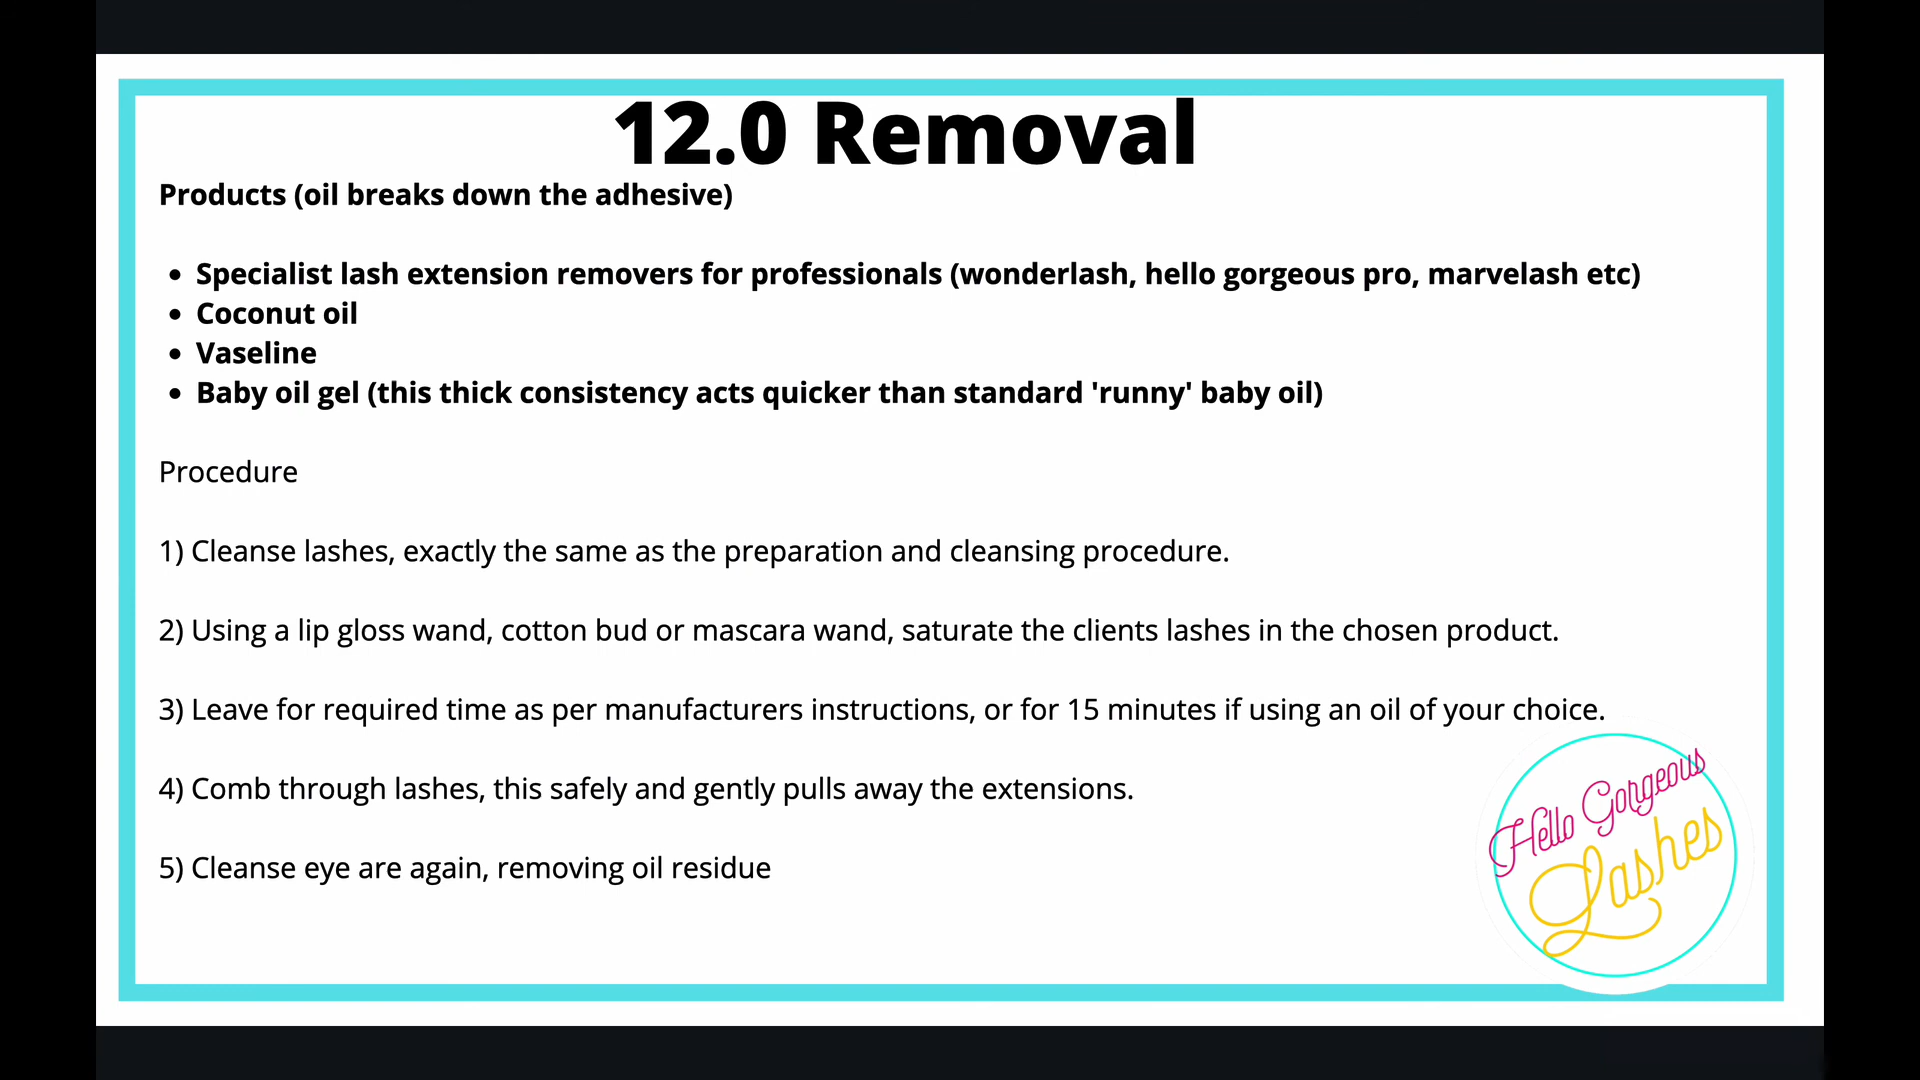 12.0 Removal
Products (oil breaks down the adhesive)
• Specialist lash extension removers for professionals (wonderlash, hello gorgeous pro, marvelash etc)
• Coconut oil
• Vaseline
• Baby oil gel (this thick consistency acts quicker than standard 'runny' baby oil)
Procedure
1) Cleanse lashes, exactly the same as the preparation and cleansing procedure.
2) Using a lip gloss wand, cotton bud or mascara wand, saturate the clients lashes in the chosen product.
3) Leave for required time as per manufacturers instructions, or for 15 minutes if using an oil of your choice.
4) Comb through lashes, this safely and gently pulls away the extensions.
5) Cleanse eye are again, removing oil residue
Hello Gorgeous
Lashes